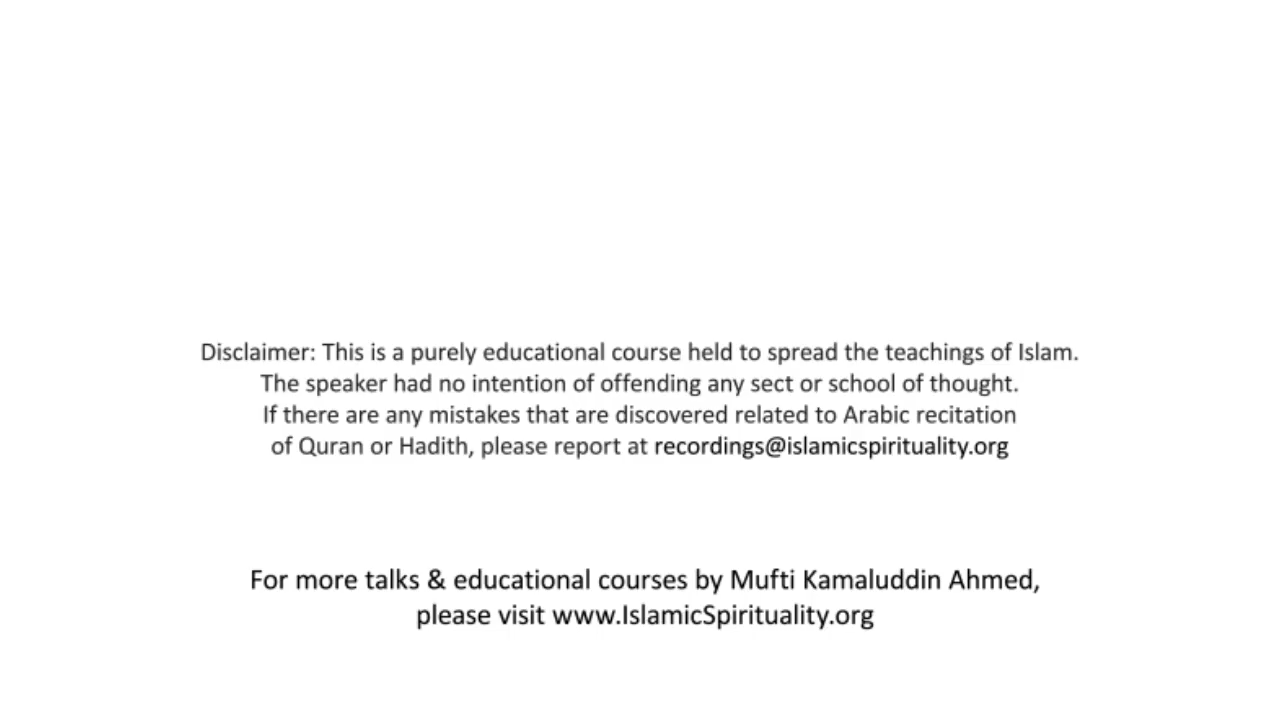 Disclaimer: This is a purely educational course held to spread the teachings of Islam.
The speaker had no intention of offending any sect or school of thought.
If there are any mistakes that are discovered related to Arabic recitation
of Quran or Hadith, please report at recordings@islamicspirituality.org
For more talks & educational courses by Mufti Kamaluddin Ahmed,
please visit www.IslamicSpirituality.org